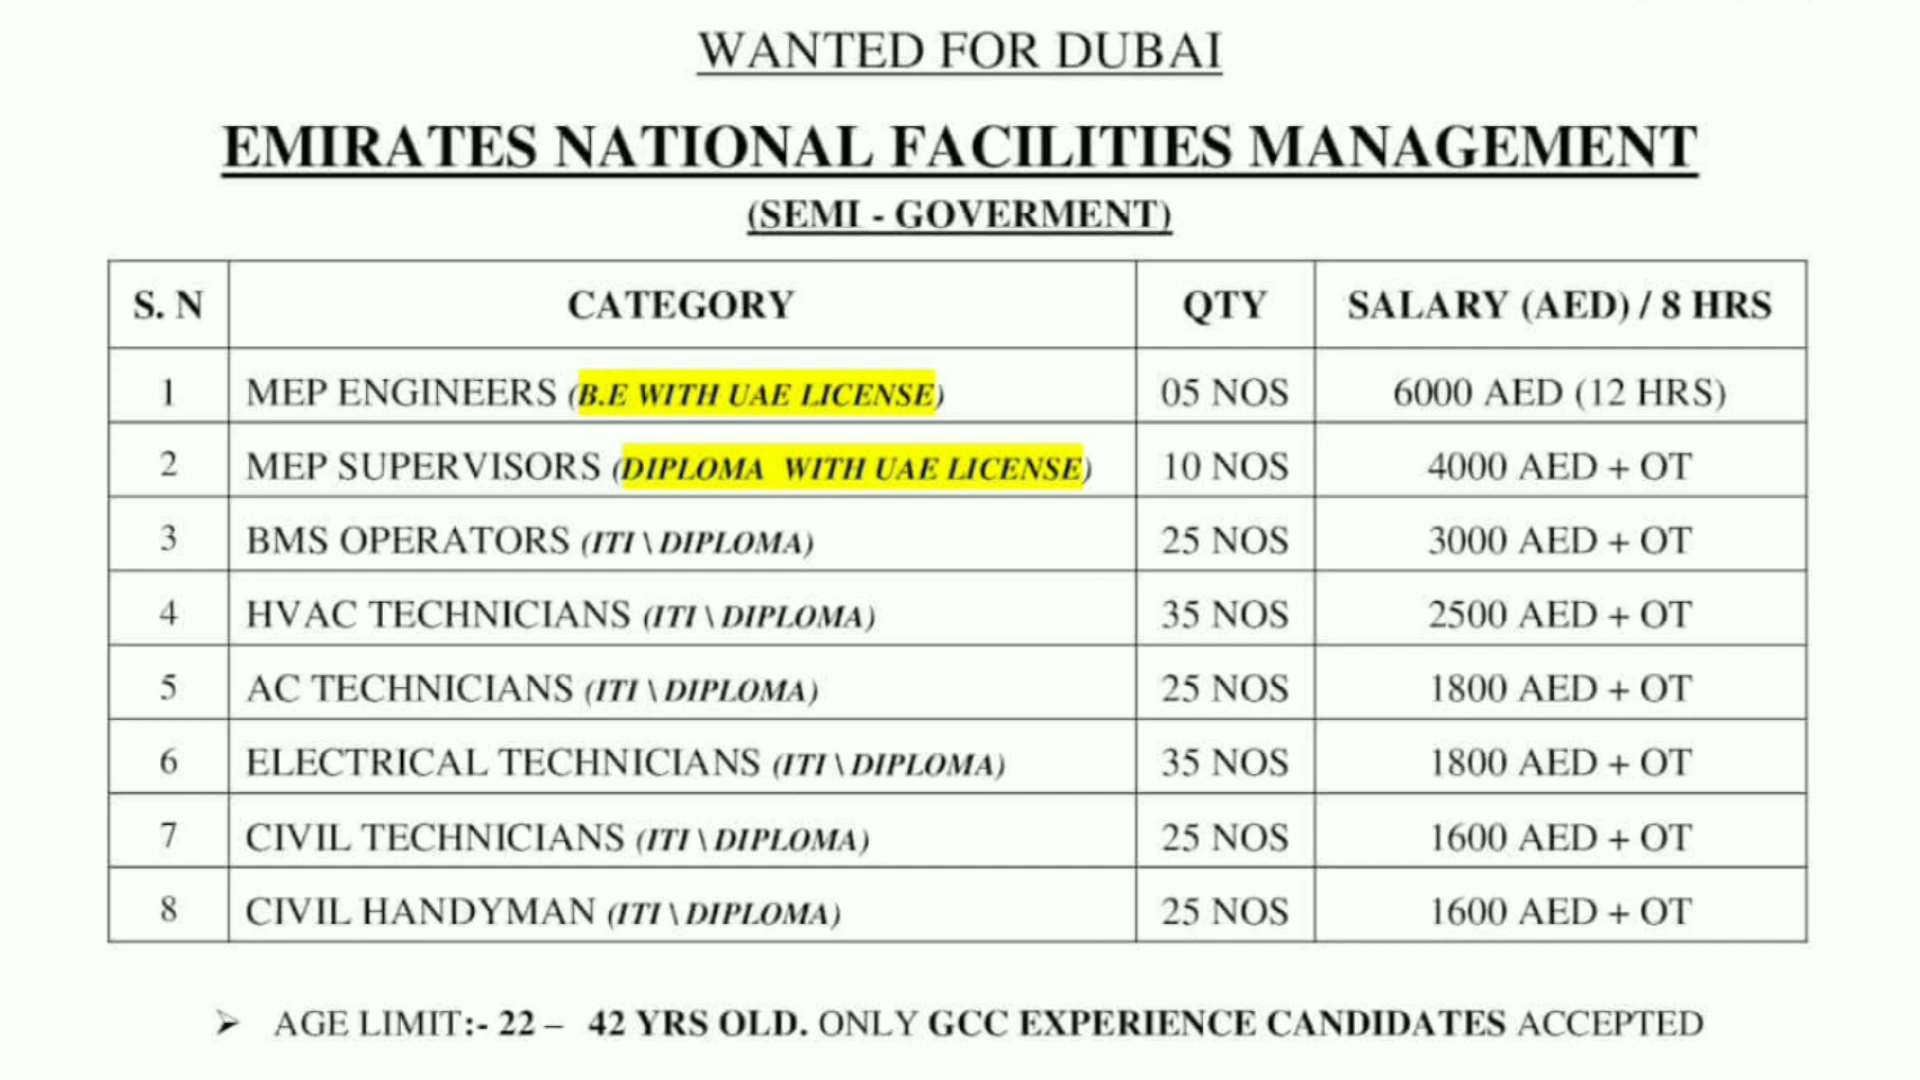 WANTED FOR DUBAI
EMIRATES NATIONAL FACILITIES MANAGEMENT
(SEMI - GOVERMENT)
S. N CATEGORY QTY SALARY (AED) / 8 HRS
1 MEP ENGINEERS (B.E WITH UAE LICENSE) 05 NOS 6000 AED (12 HRS)
2 MEP SUPERVISORS (DIPLOMA WITH UAE LICENSE) 10 NOS 4000 AED + OT
3 BMS OPERATORS (ITI \ DIPLOMA) 25 NOS 3000 AED + OT
4 HVAC TECHNICIANS (ITI \ DIPLOMA) 35 NOS 2500 AED + OT
5 AC TECHNICIANS (ITI \ DIPLOMA) 25 NOS 1800 AED + OT
6 ELECTRICAL TECHNICIANS (ITI \ DIPLOMA) 35 NOS 1800 AED + OT
7 CIVIL TECHNICIANS (ITI \ DIPLOMA) 25 NOS 1600 AED + OT
8 CIVIL HANDYMAN (ITI \ DIPLOMA) 25 NOS 1600 AED + OT
➢ AGE LIMIT:- 22 – 42 YRS OLD. ONLY GCC EXPERIENCE CANDIDATES ACCEPTED